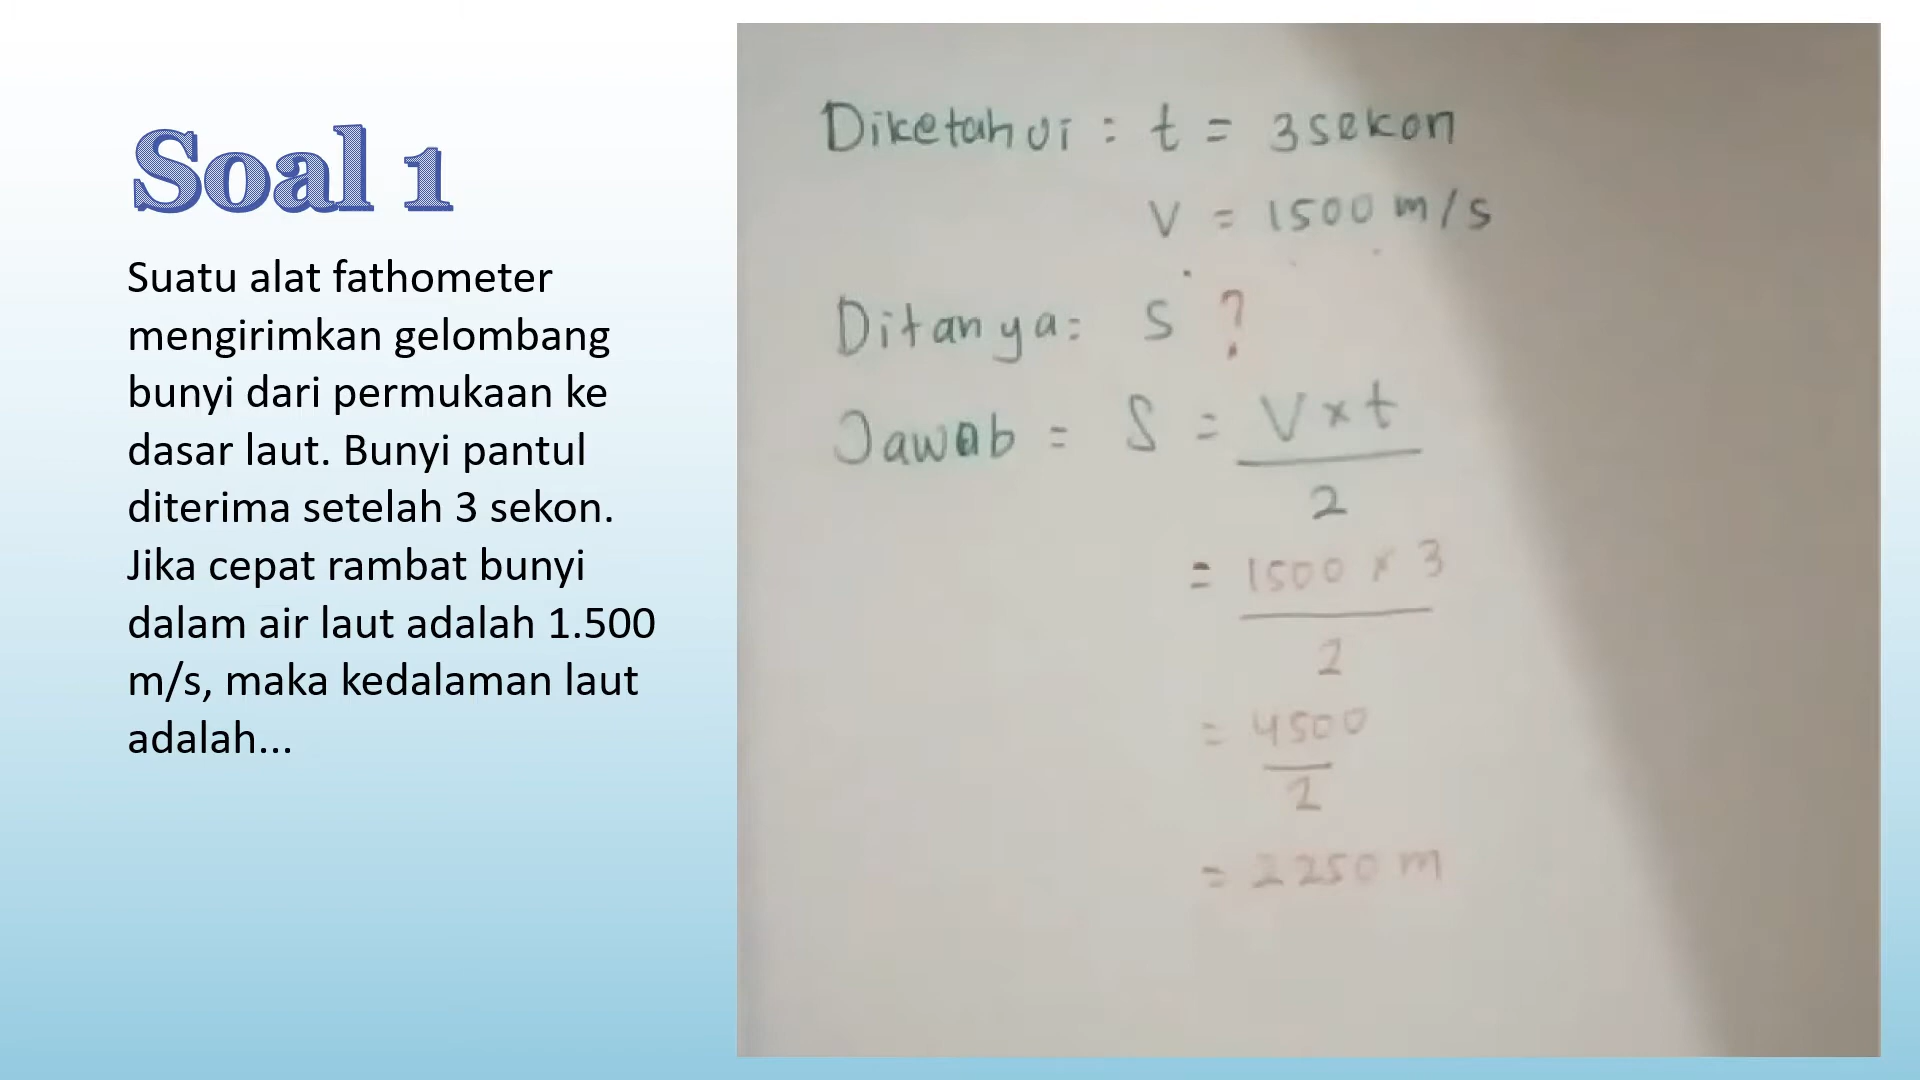 Soal 1
Suatu alat fathometer
mengirimkan gelombang
bunyi dari permukaan ke
dasar laut. Bunyi pantul
diterima setelah 3 sekon.
Jika cepat rambat bunyi
dalam air laut adalah 1.500
m/s, maka kedalaman laut
adalah...
Diketahui : t = 3 sekon
V = 1500 m/s
Ditanya : S ?
Jawab = S = V x t
2
= 1500 x 3
2
= 4500
2
= 2250 m